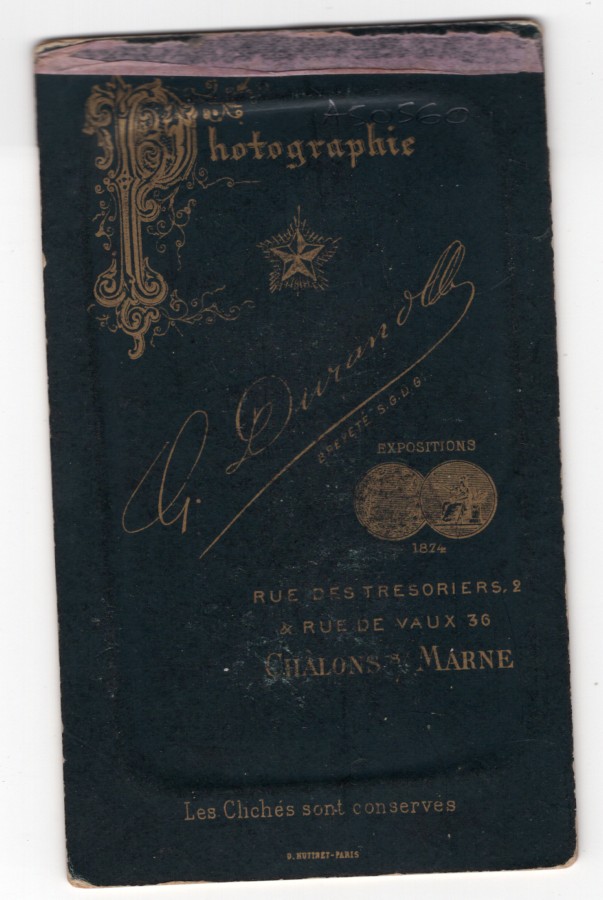 A50560
Photographie
G. Durand
BREVETÉ S.G.D.G.
EXPOSITIONS
1874
RUE DES TRESORIERS, 2
& RUE DE VAUX 36
CHALONS s/ MARNE
Les Clichés sont conservés